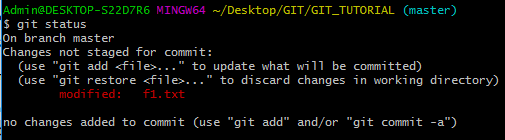 Admin@DESKTOP-S22D7R6 MINGW64 ~/Desktop/GIT/GIT_TUTORIAL (master)
$ git status
On branch master
Changes not staged for commit:
  (use "git add <file>..." to update what will be committed)
  (use "git restore <file>..." to discard changes in working directory)
        modified:   f1.txt

no changes added to commit (use "git add" and/or "git commit -a")